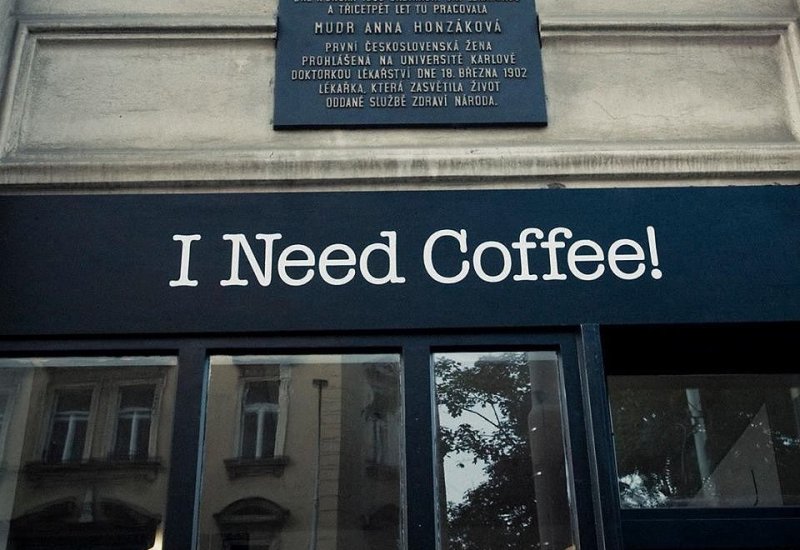 A TŘICETPĚT LET TU PRACOVALA
MUDR ANNA HONZÁKOVÁ
PRVNÍ ČESKOSLOVENSKÁ ŽENA
PROHLÁŠENÁ NA UNIVERSITĚ KARLOVĚ
DOKTORKOU LÉKAŘSTVÍ DNE 18. BŘEZNA 1902
LÉKAŘKA, KTERÁ ZASVĚTILA ŽIVOT
ODDANÉ SLUŽBĚ ZDRAVÍ NÁRODA.
I Need Coffee!